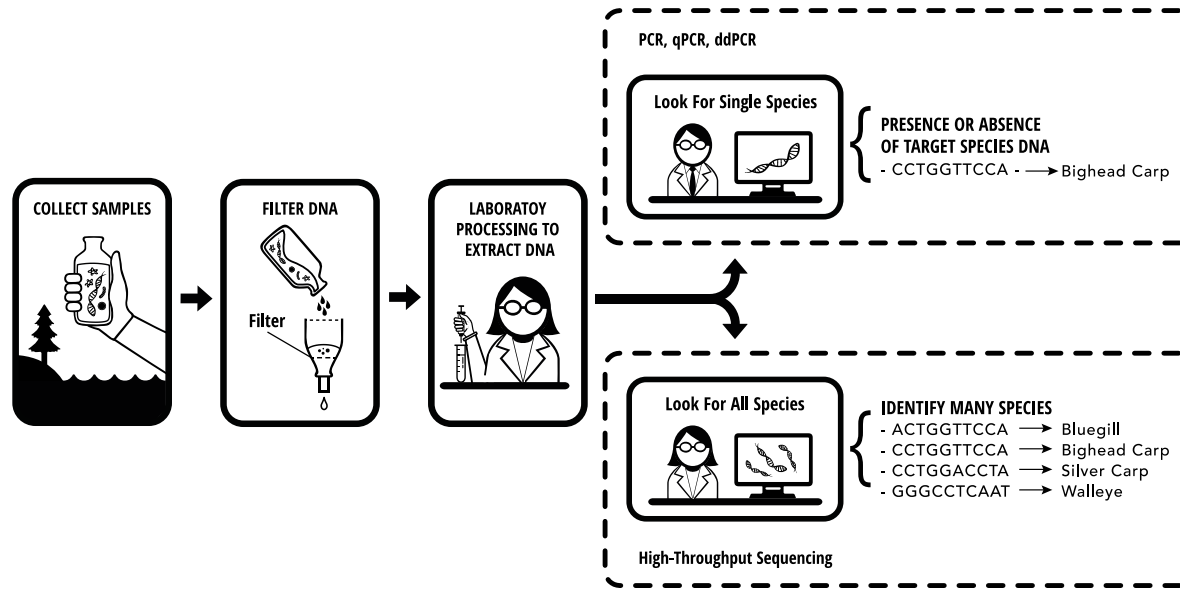 COLLECT SAMPLES
FILTER DNA
Filter
LABORATOY
PROCESSING TO
EXTRACT DNA
PCR, qPCR, ddPCR
Look For Single Species
PRESENCE OR ABSENCE
OF TARGET SPECIES DNA
- CCTGGTTCCA - → Bighead Carp
Look For All Species
IDENTIFY MANY SPECIES
- ACTGGTTCCA → Bluegill
- CCTGGTTCCA → Bighead Carp
- CCTGGACCTA → Silver Carp
- GGGCCTCAAT → Walleye
High-Throughput Sequencing